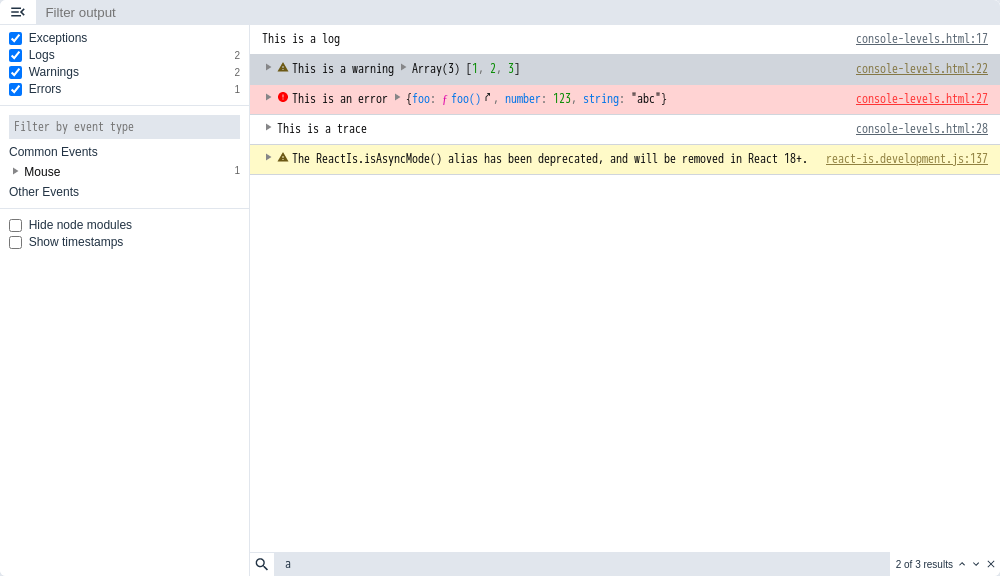 Filter output
Exceptions
Logs 2
Warnings 2
Errors 1
Filter by event type
Common Events
Mouse 1
Other Events
Hide node modules
Show timestamps
This is a log console-levels.html:17
This is a warning Array(3) [1, 2, 3] console-levels.html:22
This is an error {foo: ƒ foo(), number: 123, string: "abc"} console-levels.html:27
This is a trace console-levels.html:28
The ReactIs.isAsyncMode() alias has been deprecated, and will be removed in React 18+. react-is.development.js:137
a 2 of 3 results